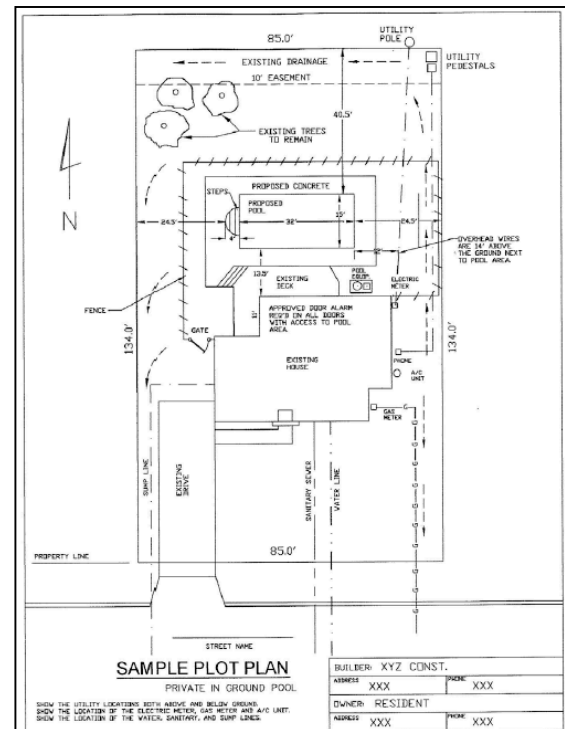 85.0'
UTILITY
POLE
UTILITY
PEDESTALS
EXISTING DRAINAGE
10' EASEMENT
40.5'
EXISTING TREES
TO REMAIN
N
PROPOSED CONCRETE
STEPS
PROPOSED
POOL
15'
24.5'
4'
32'
24.5'
OVERHEAD WIRES
ARE 14' ABOVE
THE GROUND NEXT
TO POOL AREA.
13.5'
EXISTING
DECK
POOL
EQUIP.
ELECTRIC
METER
FENCE
APPROVED DOOR ALARM
REQ'D ON ALL DOORS
WITH ACCESS TO POOL
AREA.
GATE
134.0'
134.0'
EXISTING
HOUSE
PHONE
A/C
UNIT
GAS
METER
G
G
G
G
G
G
G
SUMP LINE
EXISTING
DRIVE
SANITARY SEWER
WATER LINE
85.0'
PROPERTY LINE
STREET NAME
SAMPLE PLOT PLAN
PRIVATE IN GROUND POOL
SHOW THE UTILITY LOCATIONS BOTH ABOVE AND BELOW GROUND.
SHOW THE LOCATION OF THE ELECTRIC METER, GAS METER AND A/C UNIT.
SHOW THE LOCATION OF THE WATER, SANITARY, AND SUMP LINES.
BUILDER: XYZ CONST.
ADDRESS XXX PHONE XXX
OWNER: RESIDENT
ADDRESS XXX PHONE XXX